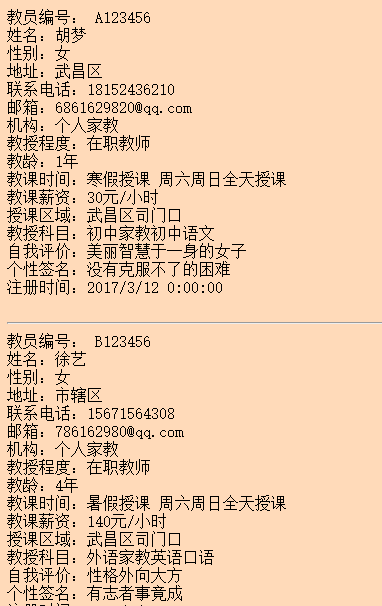 教员编号： A123456
姓名：胡梦
性别：女
地址：武昌区
联系电话：18152436210
邮箱：6861629820@qq.com
机构：个人家教
教授程度：在职教师
教龄：1年
教课时间：寒假授课 周六周日全天授课
教课薪资：30元/小时
授课区域：武昌区司门口
教授科目：初中家教初中语文
自我评价：美丽智慧于一身的女子
个性签名：没有克服不了的困难
注册时间：2017/3/12 0:00:00
教员编号： B123456
姓名：徐艺
性别：女
地址：市辖区
联系电话：15671564308
邮箱：786162980@qq.com
机构：个人家教
教授程度：在职教师
教龄：4年
教课时间：暑假授课 周六周日全天授课
教课薪资：140元/小时
授课区域：武昌区司门口
教授科目：外语家教英语口语
自我评价：性格外向大方
个性签名：有志者事竟成